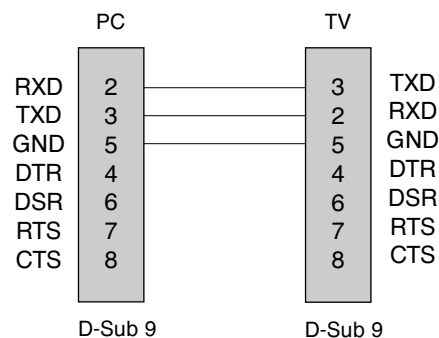 PC TV
RXD 2 3 TXD
TXD 3 2 RXD
GND 5 5 GND
DTR 4 4 DTR
DSR 6 6 DSR
RTS 7 7 RTS
CTS 8 8 CTS
D-Sub 9 D-Sub 9